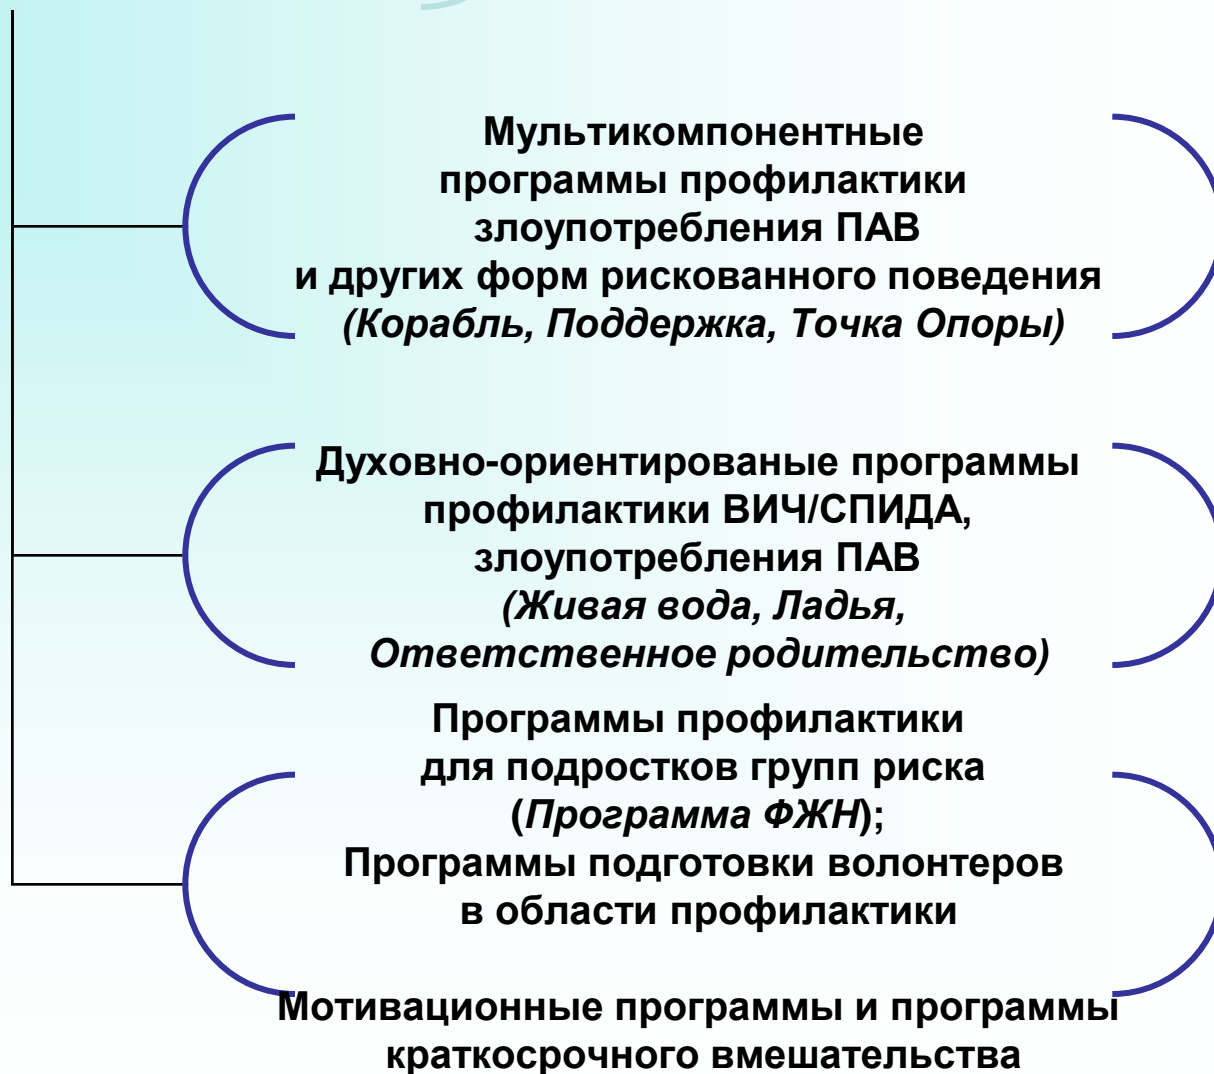 Мультикомпонентные
программы профилактики
злоупотребления ПАВ
и других форм рискованного поведения
(Корабль, Поддержка, Точка Опоры)
Духовно-ориентированые программы
профилактики ВИЧ/СПИДА,
злоупотребления ПАВ
(Живая вода, Ладья,
Ответственное родительство)
Программы профилактики
для подростков групп риска
(Программа ФЖН);
Программы подготовки волонтеров
в области профилактики
Мотивационные программы и программы
краткосрочного вмешательства